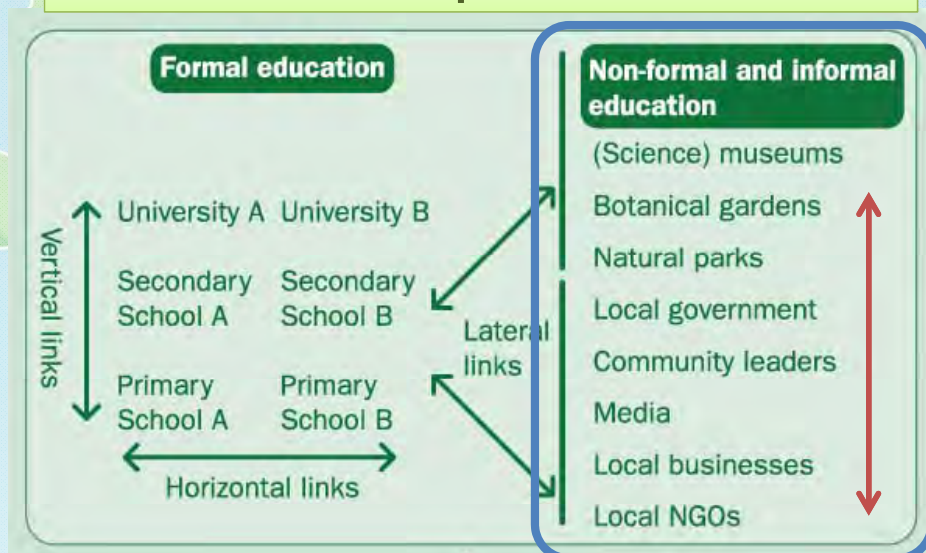 Formal education
Vertical links
University A University B
Secondary
School A
Secondary
School B
Primary
School A
Primary
School B
Horizontal links
Lateral
links
Non-formal and informal
education
(Science) museums
Botanical gardens
Natural parks
Local government
Community leaders
Media
Local businesses
Local NGOs